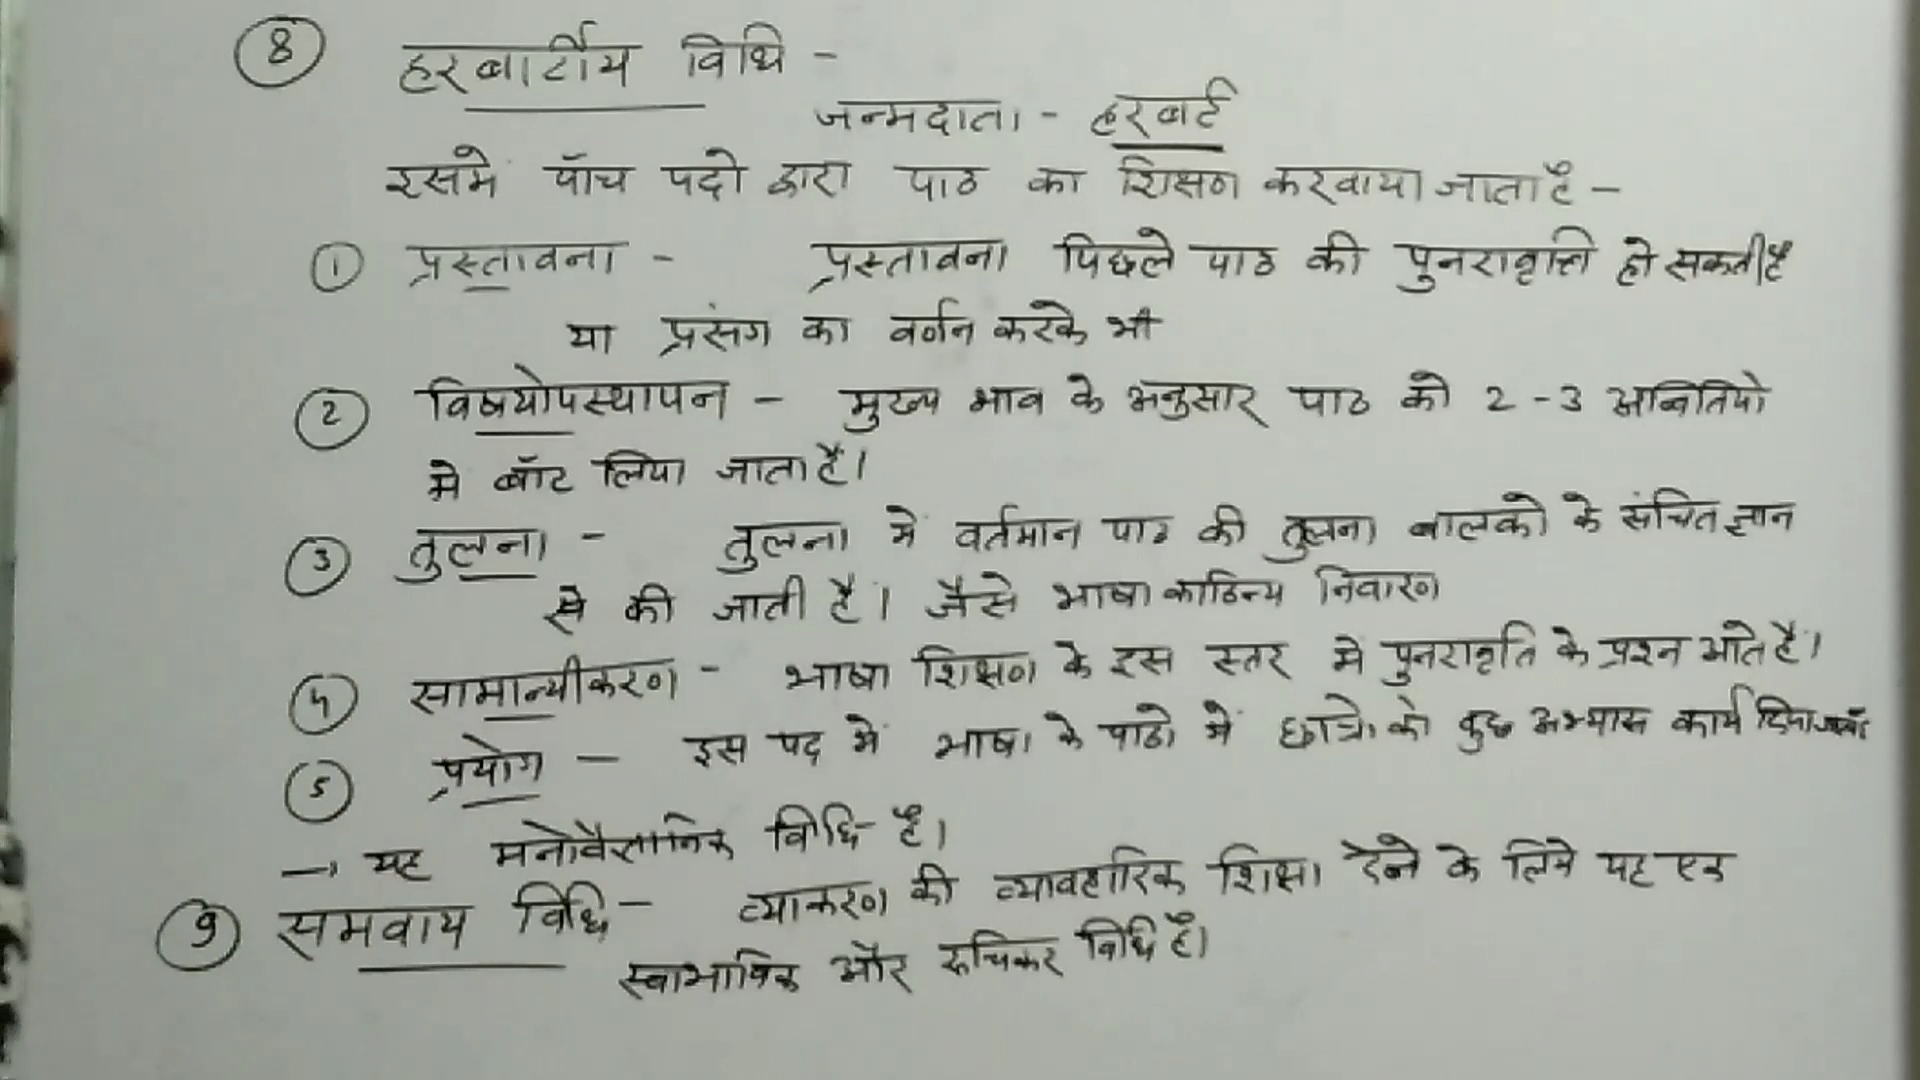 8 हरबार्टीय विधि -
जन्मदाता - हरबर्ट
इसमे पाँच पदो द्वारा पाठ का शिक्षण करवाया जाता है -
1 प्रस्तावना - प्रस्तावना पिछले पाठ की पुनरावृत्ति हो सकती है
या प्रसंग का वर्णन करके भी
2 विषयोपस्थापन - मुख्य भाव के अनुसार पाठ को 2-3 अन्वितियो
मे बाँट लिया जाता है।
3 तुलना - तुलना मे वर्तमान पाठ की तुलना बालको के संचित ज्ञान
से की जाती है। जैसे भाषा काठिन्य निवारण
4 सामान्यीकरण - भाषा शिक्षण के इस स्तर मे पुनरावृति के प्रश्न आते है।
5 प्रयोग - इस पद मे भाषा के पाठो मे छात्रो को कुछ अभ्यास कार्य दिया
→ यह मनोवैज्ञानिक विधि है।
9 समवाय विधि - व्याकरण की व्यावहारिक शिक्षा देने के लिये यह एक
स्वाभाविक और रुचिकर विधि है।